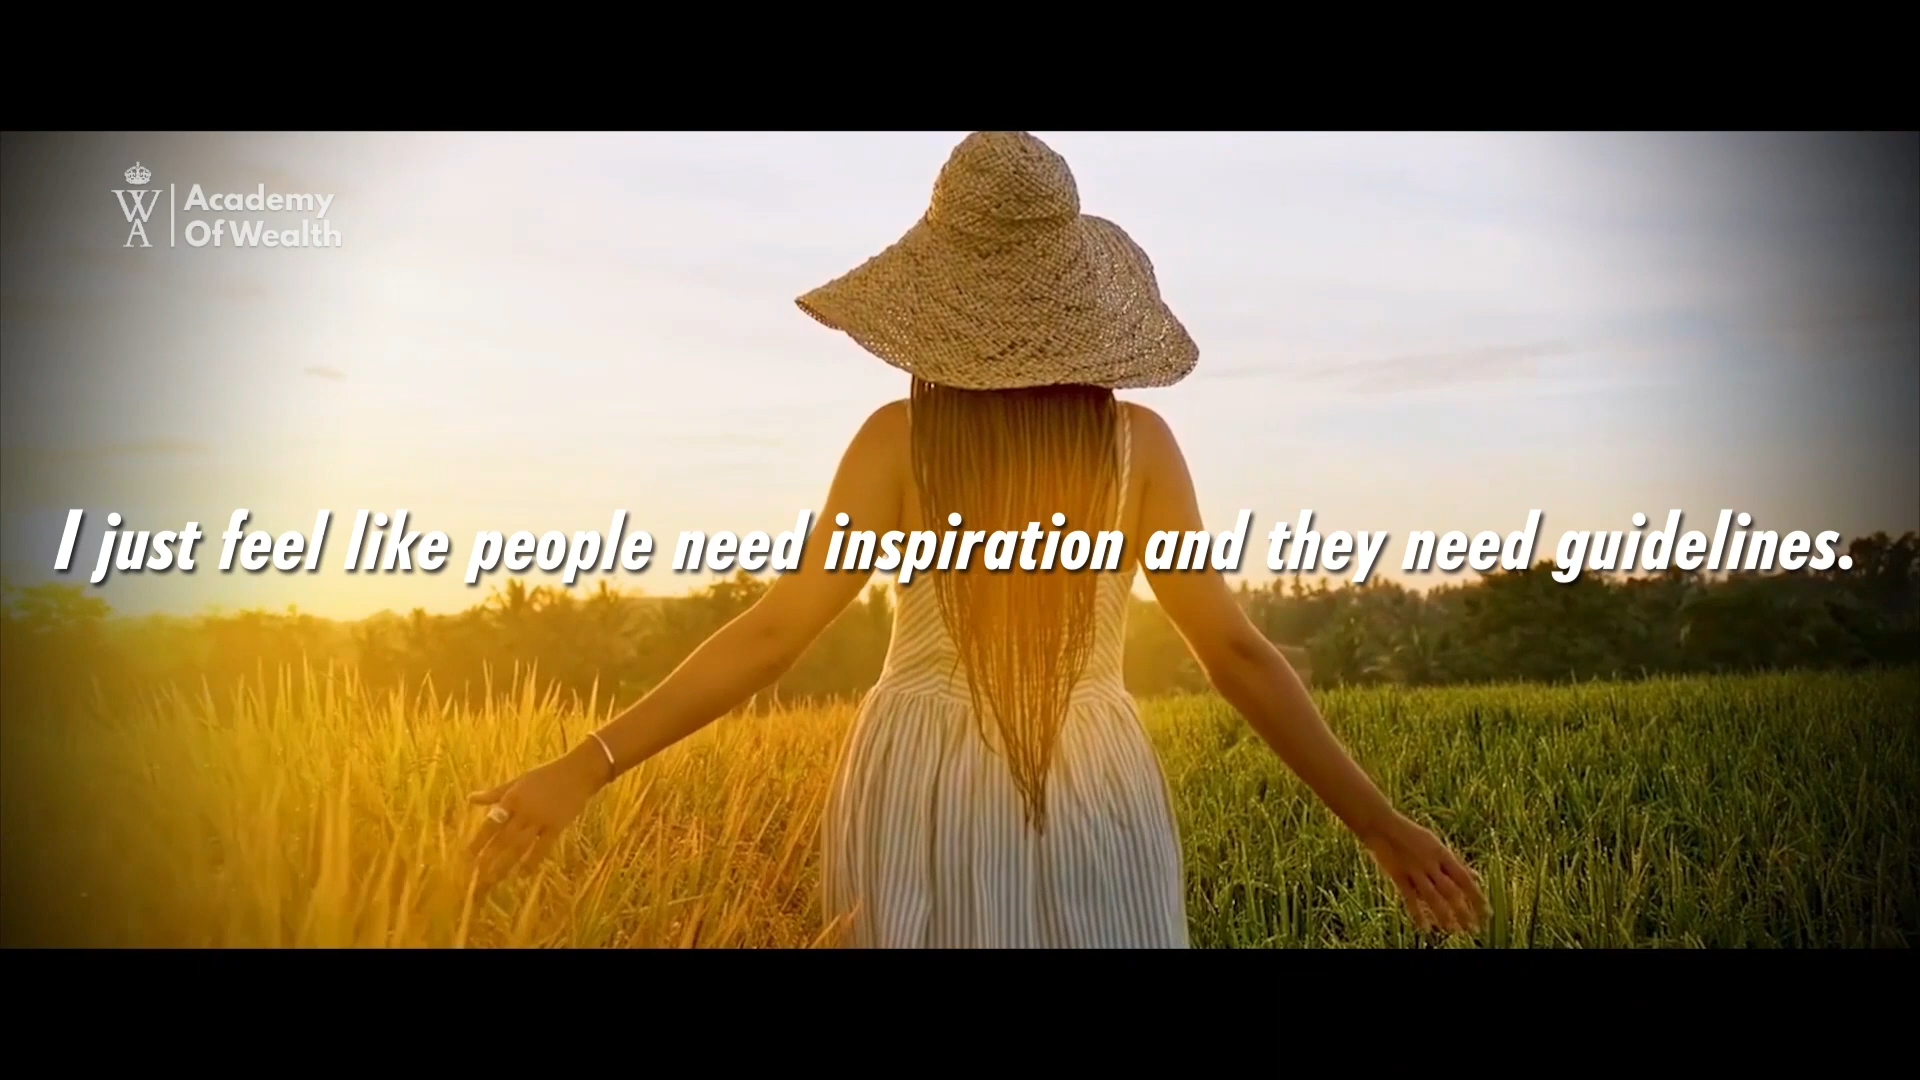 WA
Academy
Of Wealth
I just feel like people need inspiration and they need guidelines.